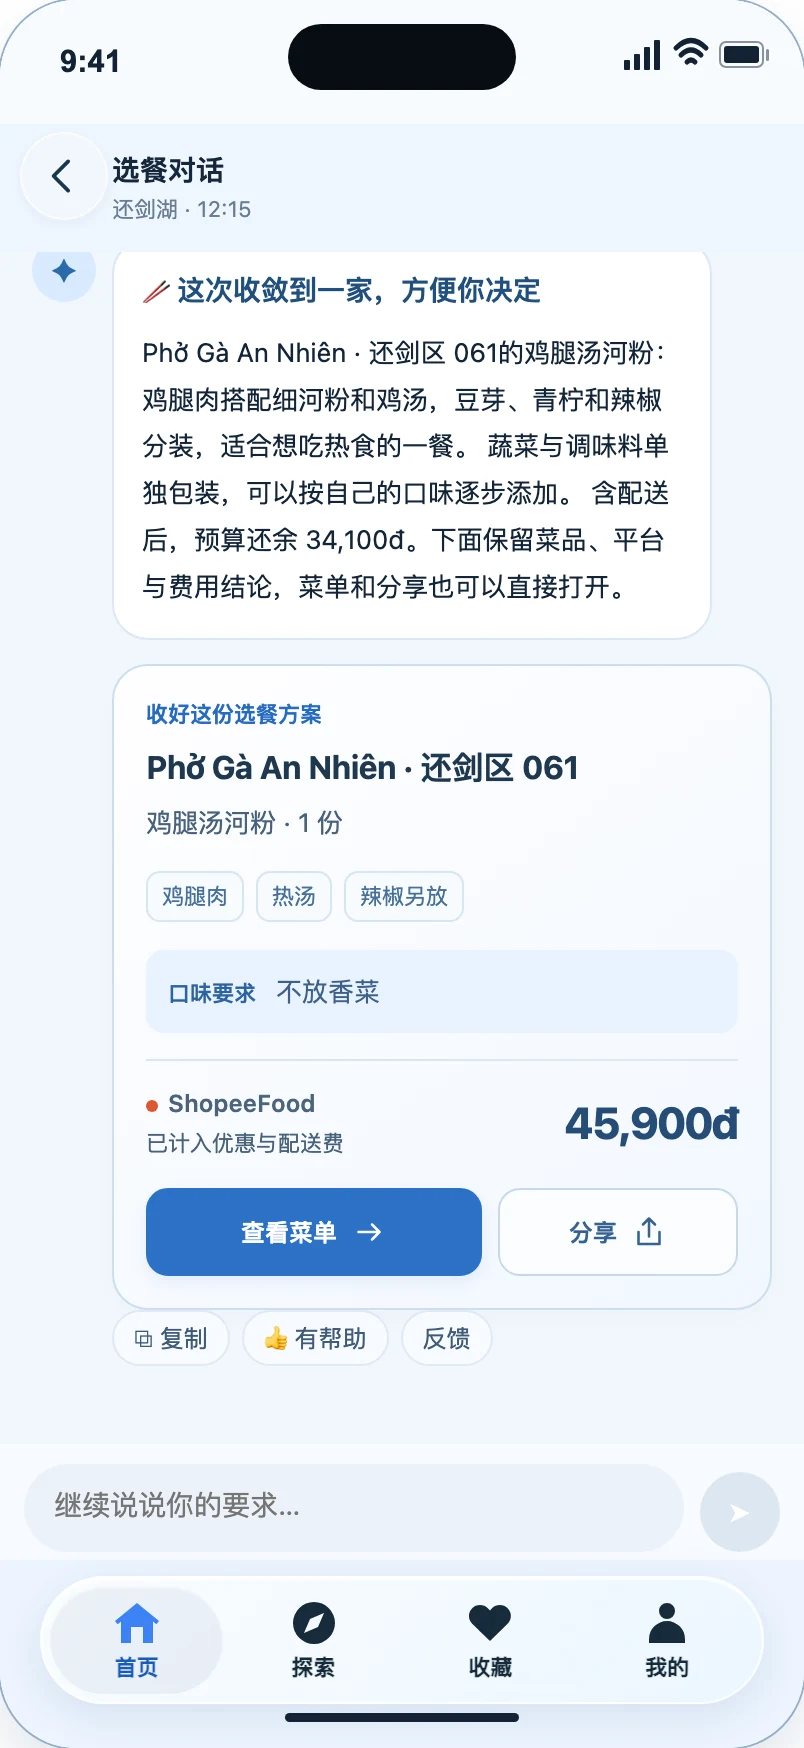 9:41
选餐对话
还剑湖 · 12:15
🥢 这次收敛到一家，方便你决定
Phở Gà An Nhiên · 还剑区 061的鸡腿汤河粉：
鸡腿肉搭配细河粉和鸡汤，豆芽、青柠和辣椒
分装，适合想吃热食的一餐。 蔬菜与调味料单
独包装，可以按自己的口味逐步添加。 含配送
后，预算还余 34,100đ。下面保留菜品、平台
与费用结论，菜单和分享也可以直接打开。
收好这份选餐方案
Phở Gà An Nhiên · 还剑区 061
鸡腿汤河粉 · 1 份
鸡腿肉 热汤 辣椒另放
口味要求 不放香菜
ShopeeFood
已计入优惠与配送费
45,900đ
查看菜单 →
分享
复制 👍 有帮助 反馈
继续说说你的要求...
首页 探索 收藏 我的